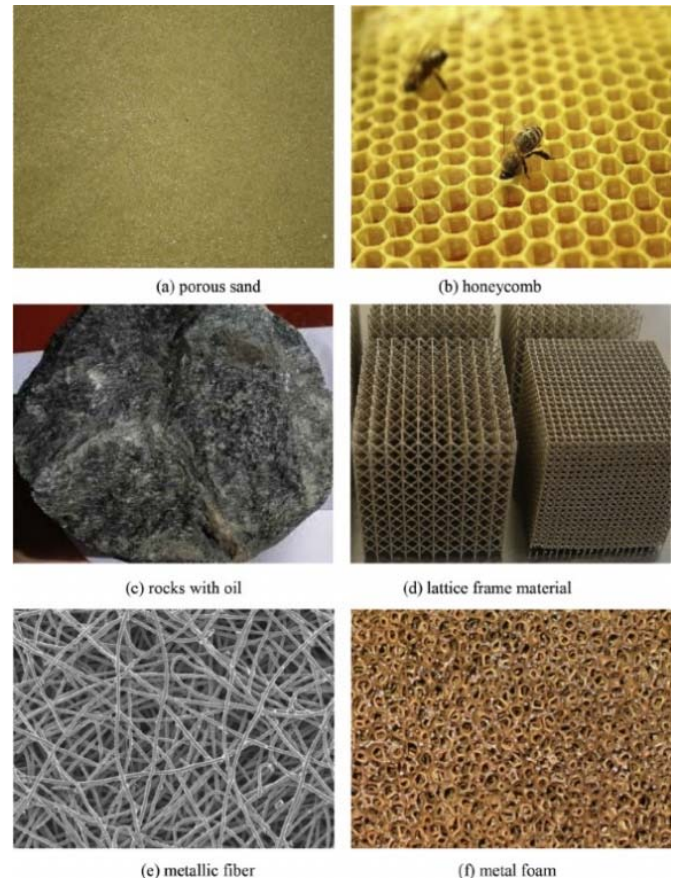 (a) porous sand
(b) honeycomb
(c) rocks with oil
(d) lattice frame material
(e) metallic fiber
(f) metal foam